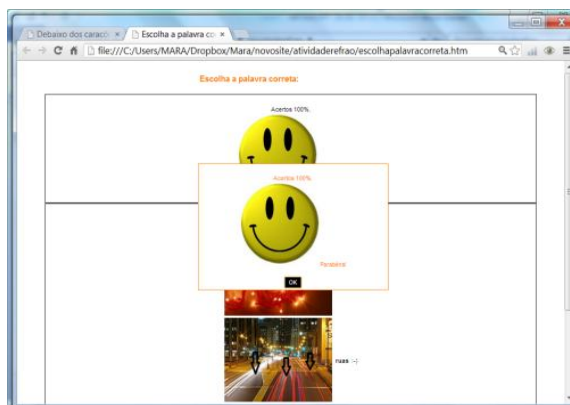 Debaixo dos caracó
Escolha a palavra co
file:///C:/Users/MARA/Dropbox/Mara/novosite/atividaderefrao/escolhapalavracorreta.htm
Escolha a palavra correta:
Acertos 100%.
Acertos 100%.
Parabéns!
OK
ruas :-)